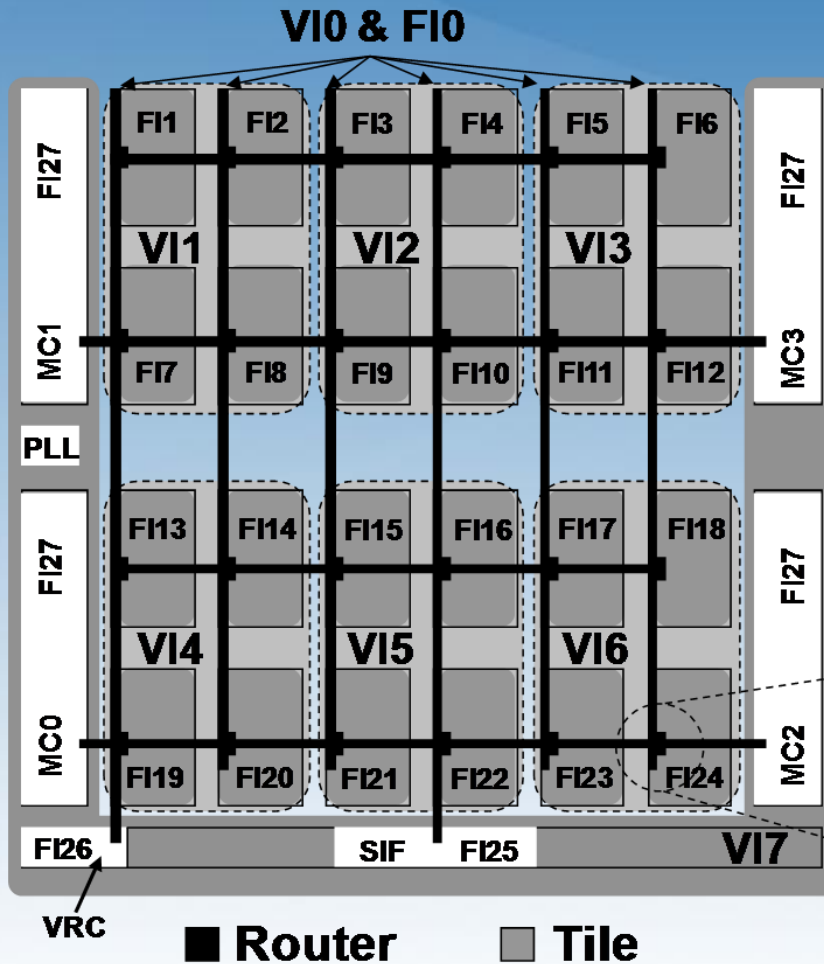 VI0 & FI0
FI1 FI2 FI3 FI4 FI5 FI6
FI27 FI27
VI1 VI2 VI3
MC1 MC3
FI7 FI8 FI9 FI10 FI11 FI12
PLL
FI13 FI14 FI15 FI16 FI17 FI18
FI27 FI27
VI4 VI5 VI6
MC0 MC2
FI19 FI20 FI21 FI22 FI23 FI24
FI26 SIF FI25 VI7
VRC
Router Tile